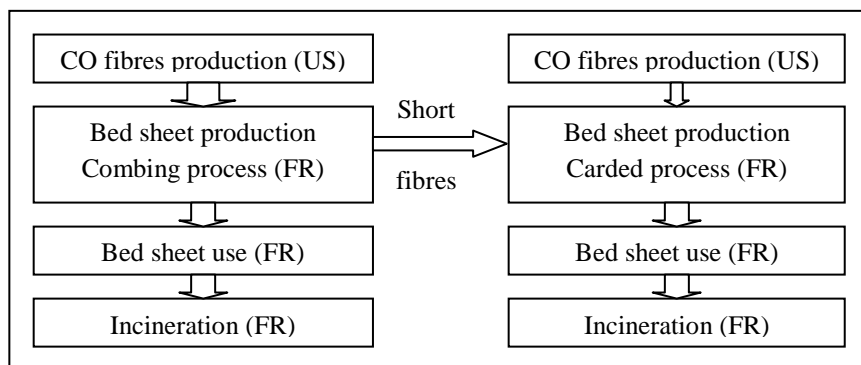 CO fibres production (US)
Bed sheet production
Combing process (FR)
Bed sheet use (FR)
Incineration (FR)
Short
fibres
CO fibres production (US)
Bed sheet production
Carded process (FR)
Bed sheet use (FR)
Incineration (FR)